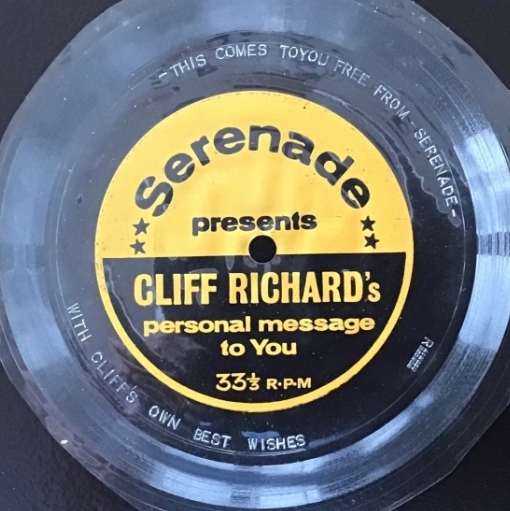 -THIS COMES TOYOU FREE FROM SERENADE-
Serenade
presents
CLIFF RICHARD's
personal message
to You
33⅓ R·P·M
WITH CLIFF'S OWN BEST WISHES
R